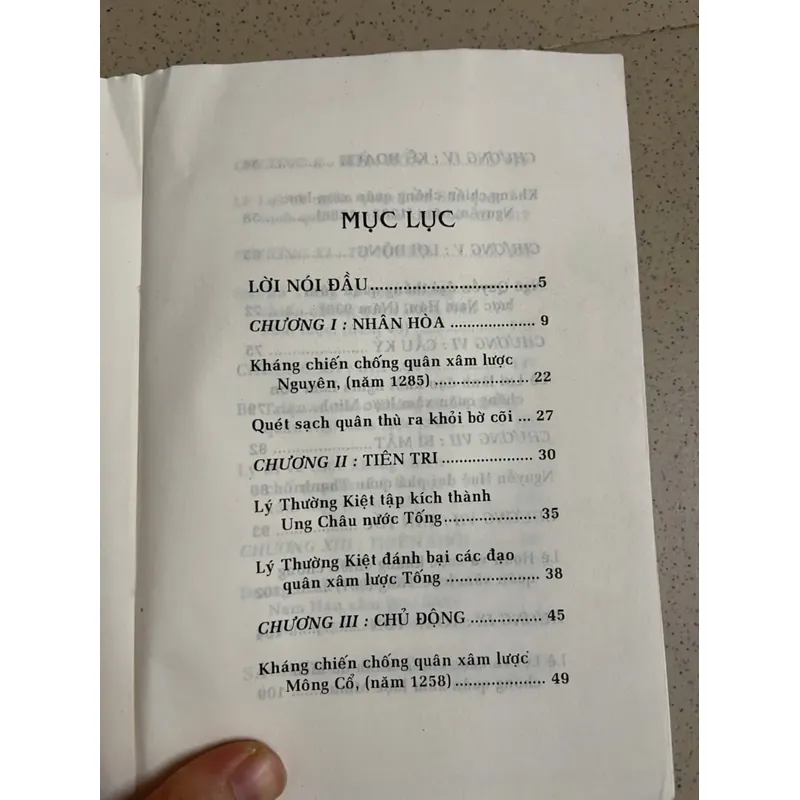 MỤC LỤC
LỜI NÓI ĐẦU..................................5
CHƯƠNG I : NHÂN HÒA .................... 9
Kháng chiến chống quân xâm lược
Nguyên, (năm 1285) ...................... 22
Quét sạch quân thù ra khỏi bờ cõi ... 27
CHƯƠNG II : TIÊN TRI ..................... 30
Lý Thường Kiệt tập kích thành
Ung Châu nước Tống..................... 35
Lý Thường Kiệt đánh bại các đạo
quân xâm lược Tống ..................... 38
CHƯƠNG III : CHỦ ĐỘNG ................ 45
Kháng chiến chống quân xâm lược
Mông Cổ, (năm 1258)..................... 49